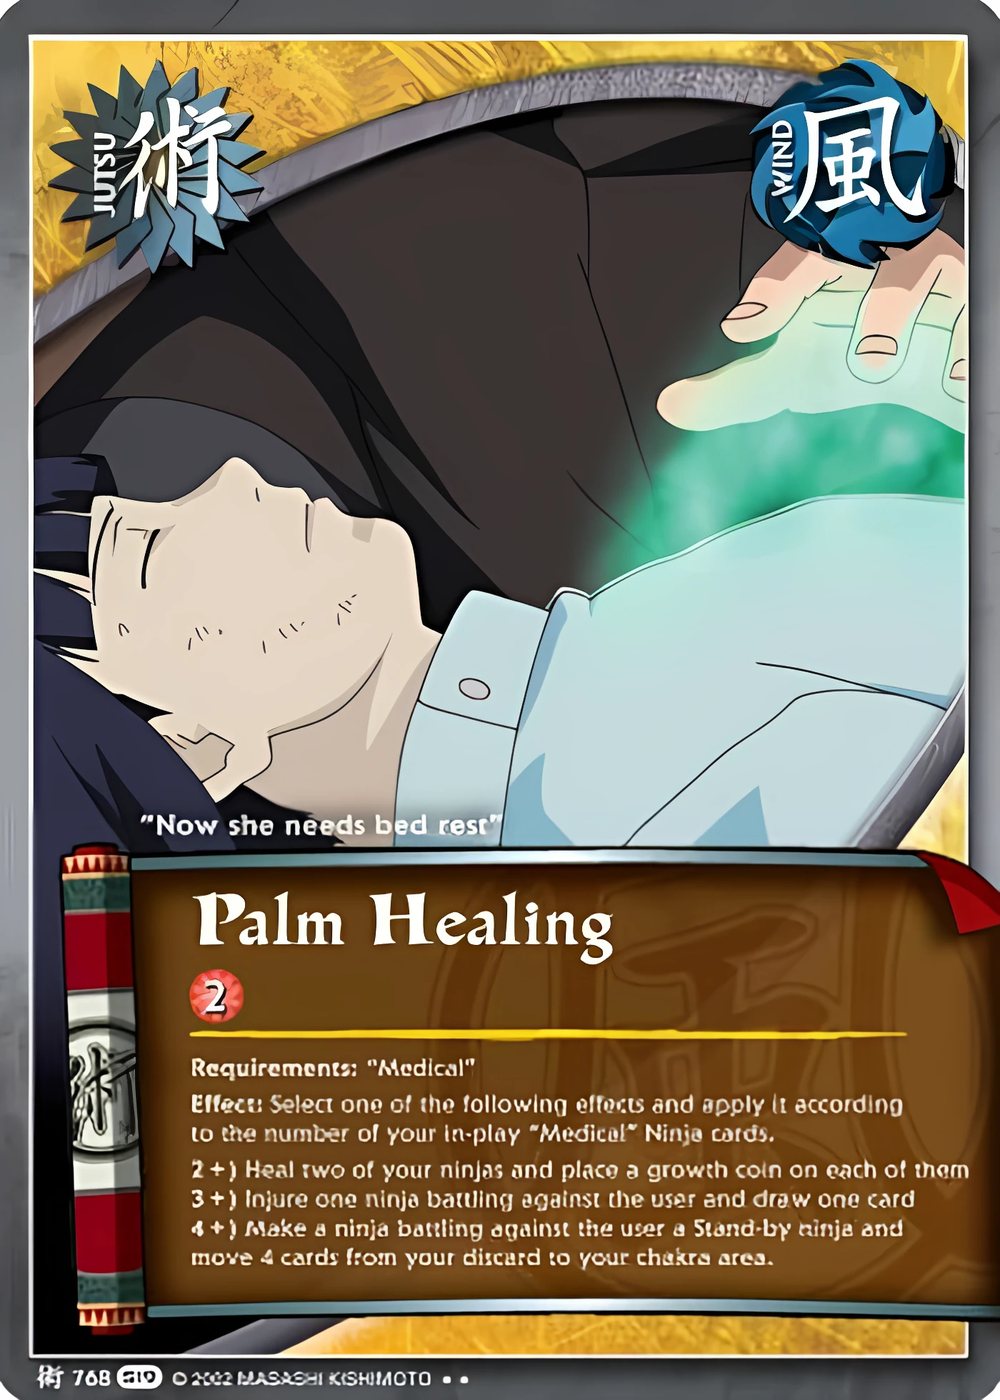 JUTSU 術
WIND 風
"Now she needs bed rest"
Palm Healing
2
Requirements: "Medical"
Effect: Select one of the following effects and apply it according
to the number of your in-play "Medical" Ninja cards.
2+) Heal two of your ninjas and place a growth coin on each of them
3+) Injure one ninja battling against the user and draw one card
4+) Make a ninja battling against the user a Stand-by ninja and
move 4 cards from your discard to your chakra area.
術
術 768 © 2002 MASASHI KISHIMOTO